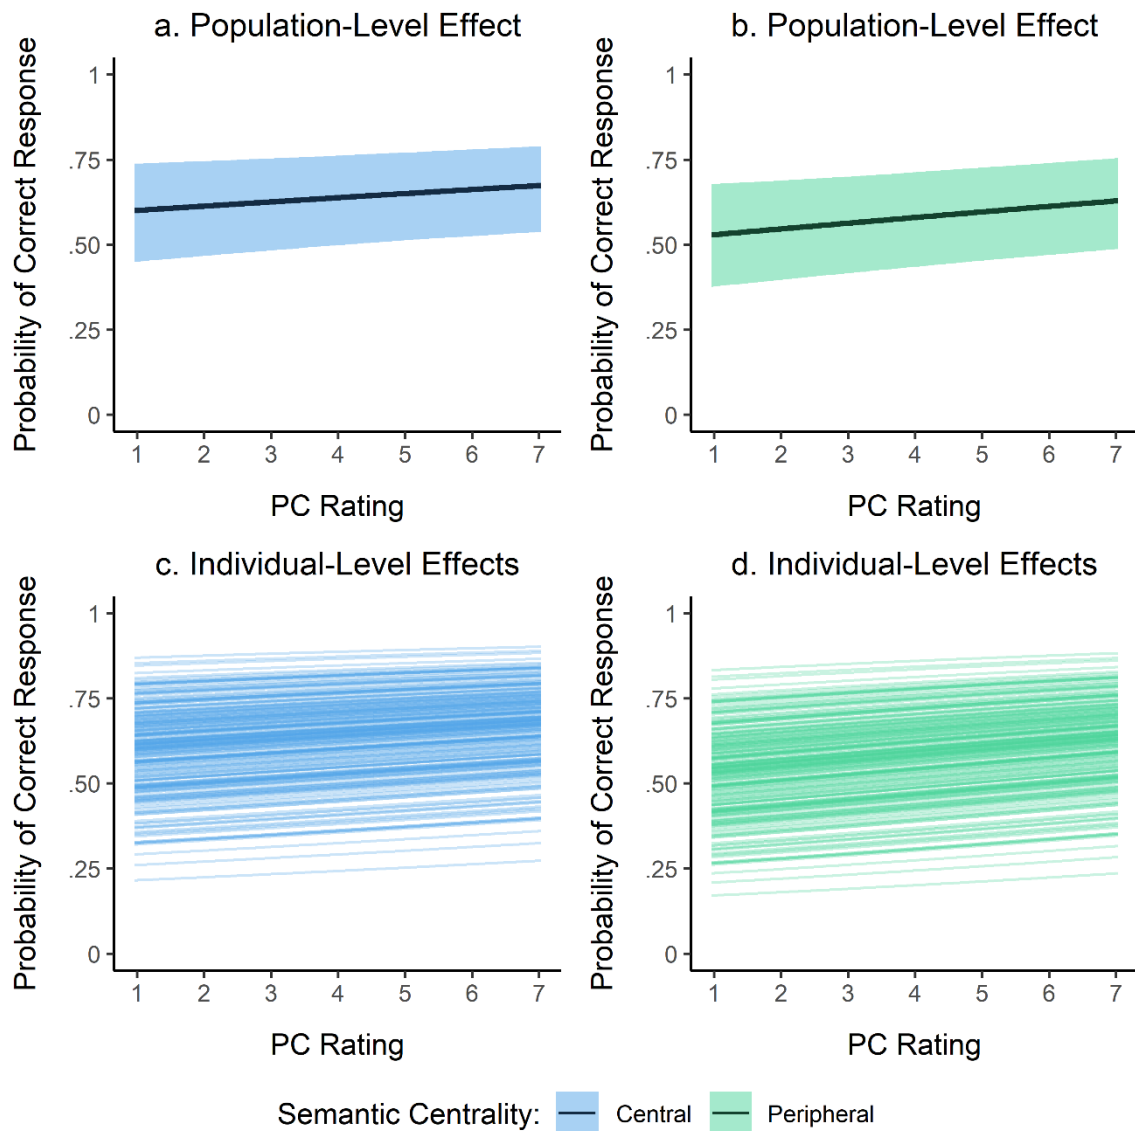 a. Population-Level Effect
Probability of Correct Response
1
.75
.50
.25
0
1 2 3 4 5 6 7
PC Rating
b. Population-Level Effect
Probability of Correct Response
1
.75
.50
.25
0
1 2 3 4 5 6 7
PC Rating
c. Individual-Level Effects
Probability of Correct Response
1
.75
.50
.25
0
1 2 3 4 5 6 7
PC Rating
d. Individual-Level Effects
Probability of Correct Response
1
.75
.50
.25
0
1 2 3 4 5 6 7
PC Rating
Semantic Centrality: Central Peripheral